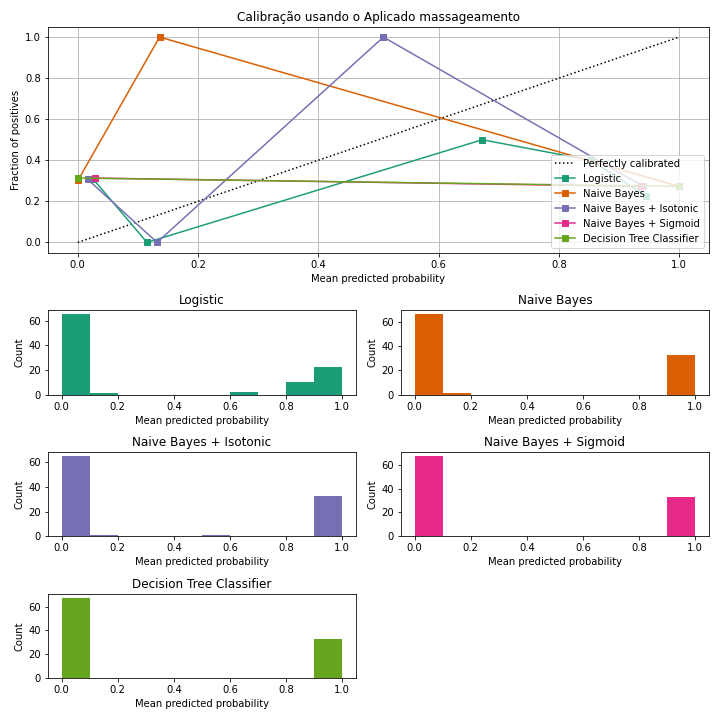 Calibração usando o Aplicado massageamento
1.0
0.8
0.6
0.4
0.2
0.0
Fraction of positives
0.0 0.2 0.4 0.6 0.8 1.0
Mean predicted probability
Perfectly calibrated
Logistic
Naive Bayes
Naive Bayes + Isotonic
Naive Bayes + Sigmoid
Decision Tree Classifier
Logistic
60
40
20
0
Count
0.0 0.2 0.4 0.6 0.8 1.0
Mean predicted probability
Naive Bayes
60
40
20
0
Count
0.0 0.2 0.4 0.6 0.8 1.0
Mean predicted probability
Naive Bayes + Isotonic
60
40
20
0
Count
0.0 0.2 0.4 0.6 0.8 1.0
Mean predicted probability
Naive Bayes + Sigmoid
60
40
20
0
Count
0.0 0.2 0.4 0.6 0.8 1.0
Mean predicted probability
Decision Tree Classifier
60
40
20
0
Count
0.0 0.2 0.4 0.6 0.8 1.0
Mean predicted probability